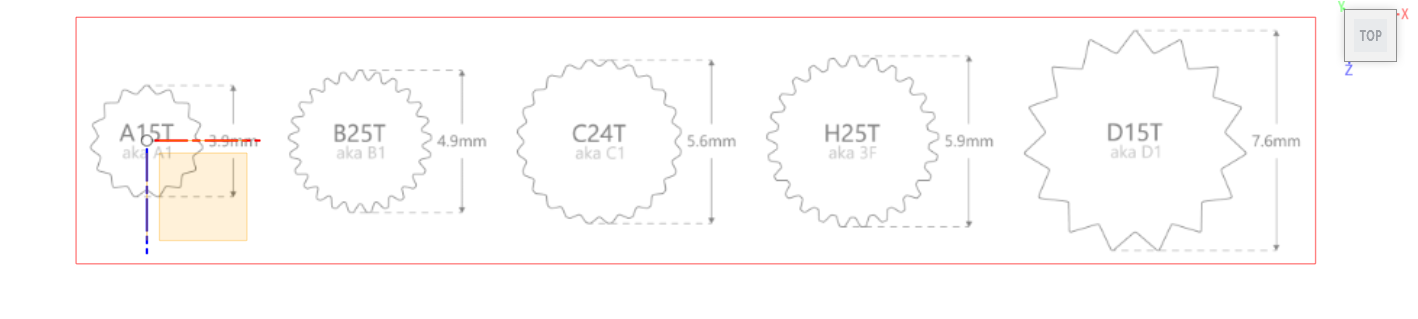 Y
X
TOP
Z
A15T
aka A1
3.9mm
B25T
aka B1
4.9mm
C24T
aka C1
5.6mm
H25T
aka 3F
5.9mm
D15T
aka D1
7.6mm